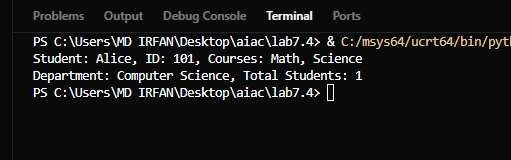 Problems Output Debug Console Terminal Ports
PS C:\Users\MD IRFAN\Desktop\aiac\lab7.4> & C:/msys64/ucrt64/bin/pyt
Student: Alice, ID: 101, Courses: Math, Science
Department: Computer Science, Total Students: 1
PS C:\Users\MD IRFAN\Desktop\aiac\lab7.4>